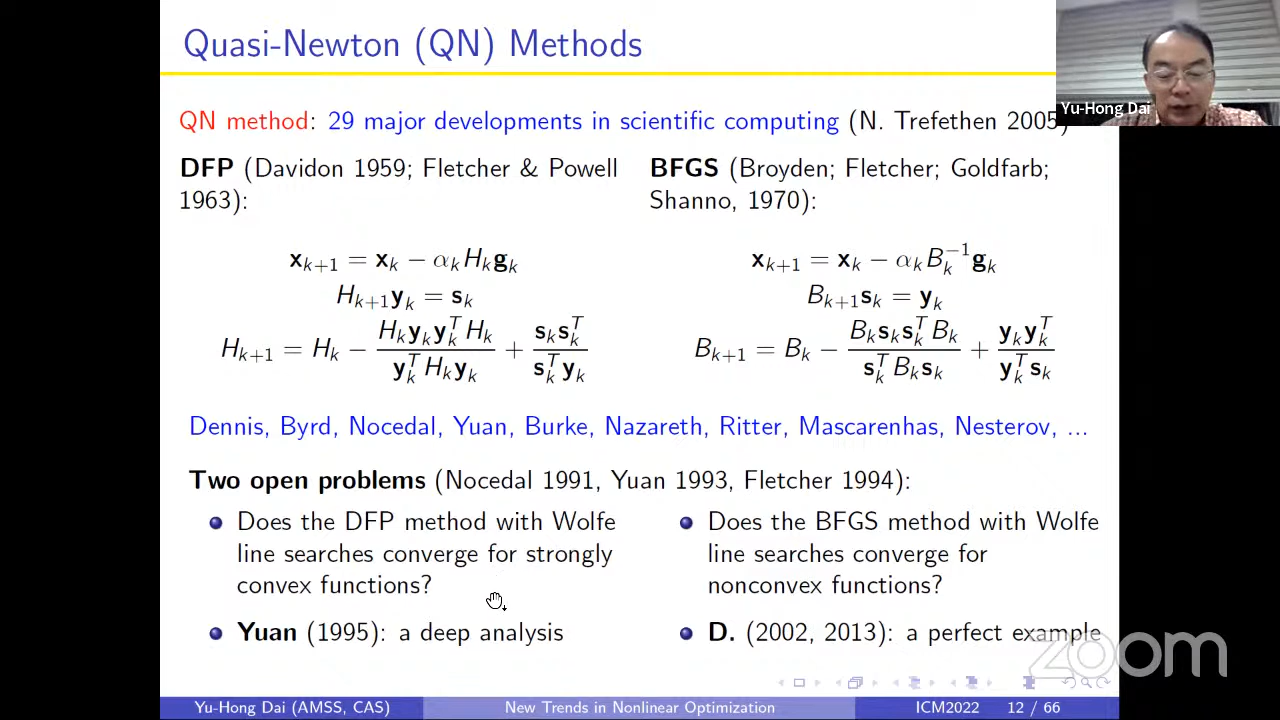 Quasi-Newton (QN) Methods
Yu-Hong Dai
QN method: 29 major developments in scientific computing (N. Trefethen 2005)
DFP (Davidon 1959; Fletcher & Powell
1963):
x_{k+1} = x_k − α_k H_k g_k
H_{k+1} y_k = s_k
H_{k+1} = H_k − \frac{H_k y_k y_k^T H_k}{y_k^T H_k y_k} + \frac{s_k s_k^T}{s_k^T y_k}
BFGS (Broyden; Fletcher; Goldfarb;
Shanno, 1970):
x_{k+1} = x_k − α_k B_k^{−1} g_k
B_{k+1} s_k = y_k
B_{k+1} = B_k − \frac{B_k s_k s_k^T B_k}{s_k^T B_k s_k} + \frac{y_k y_k^T}{y_k^T s_k}
Dennis, Byrd, Nocedal, Yuan, Burke, Nazareth, Ritter, Mascarenhas, Nesterov, ...
Two open problems (Nocedal 1991, Yuan 1993, Fletcher 1994):
Does the DFP method with Wolfe
line searches converge for strongly
convex functions?
Yuan (1995): a deep analysis
Does the BFGS method with Wolfe
line searches converge for
nonconvex functions?
D. (2002, 2013): a perfect example
zoom
Yu-Hong Dai (AMSS, CAS)
New Trends in Nonlinear Optimization
ICM2022
12 / 66